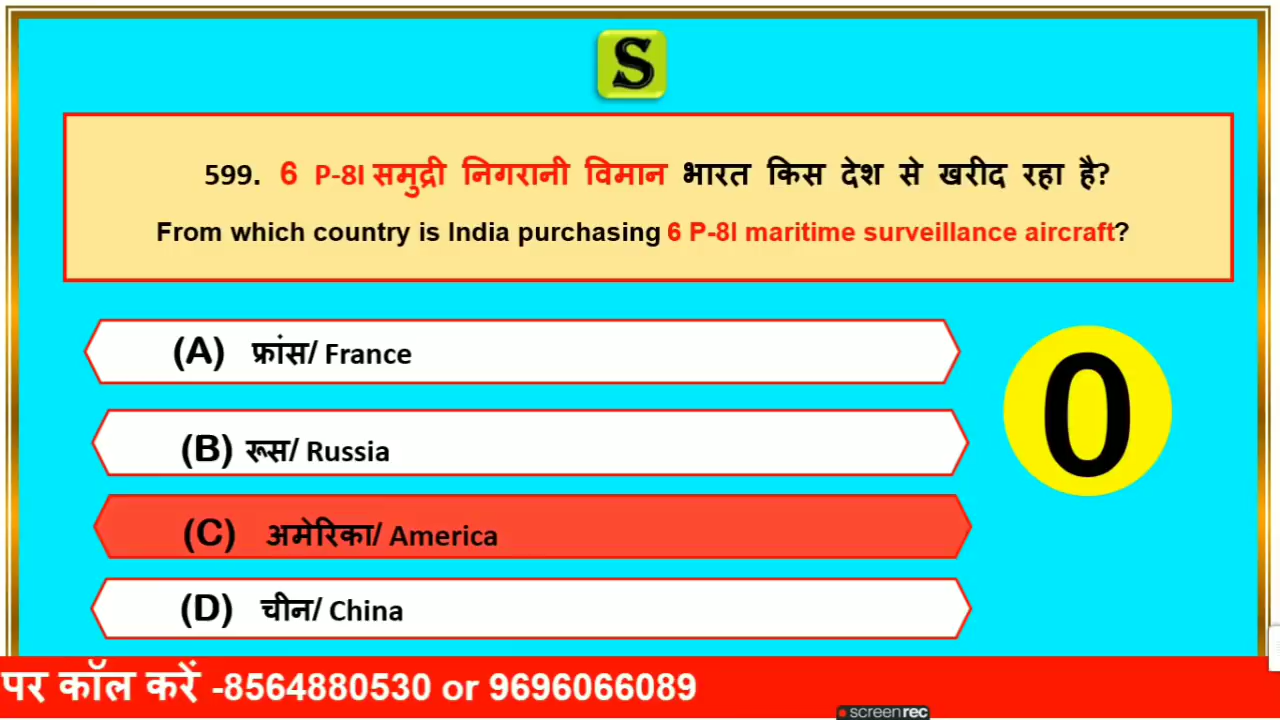 S
599. 6 P-8I समुद्री निगरानी विमान भारत किस देश से खरीद रहा है?
From which country is India purchasing 6 P-8I maritime surveillance aircraft?
(A) फ्रांस/ France
0
(B) रूस/ Russia
(C) अमेरिका/ America
(D) चीन/ China
पर कॉल करें -8564880530 or 9696066089
screenrec